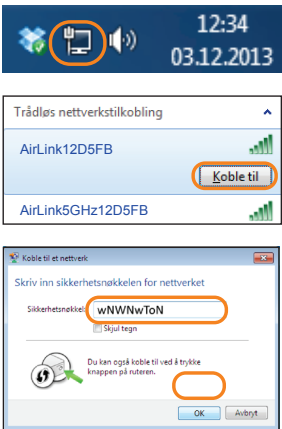 12:34
03.12.2013
Trådløs nettverkstilkobling
AirLink12D5FB
Koble til
AirLink5GHz12D5FB
Koble til et nettverk
Skriv inn sikkerhetsnøkkelen for nettverket
Sikkerhetsnøkkel: wNWNwToN
Skjul tegn
Du kan også koble til ved å trykke
knappen på ruteren.
OK Avbryt